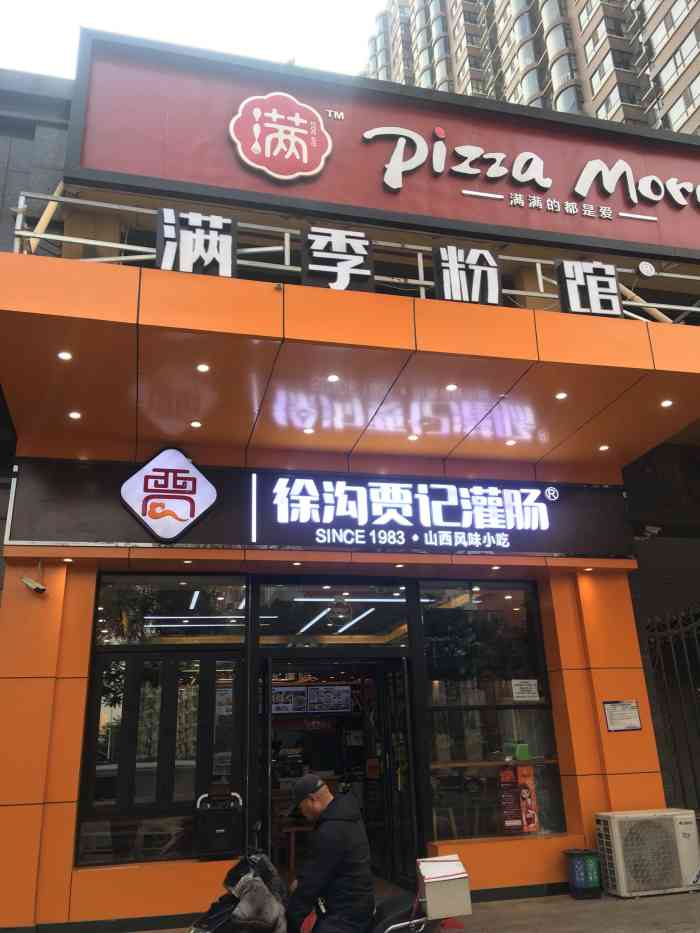 满 TM
Pizza Mor
满满的都是爱
满季粉馆®
贾
徐沟贾记灌肠®
SINCE 1983 · 山西风味小吃